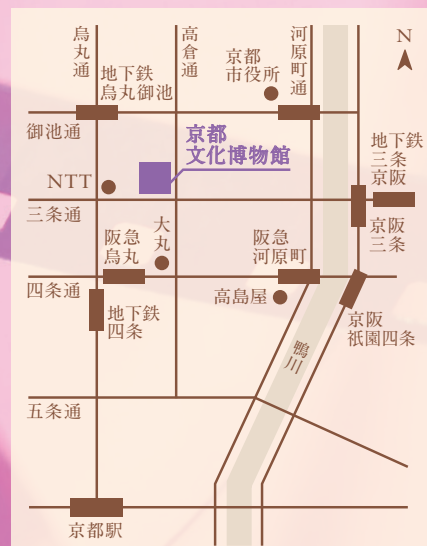 烏丸通
高倉通
河原町通
N
京都
市役所
地下鉄
烏丸御池
御池通
京都
文化博物館
地下鉄
三条
京阪
NTT
三条通
大丸
阪急
烏丸
阪急
河原町
京阪
三条
四条通
高島屋
地下鉄
四条
京阪
祇園四条
鴨川
五条通
京都駅